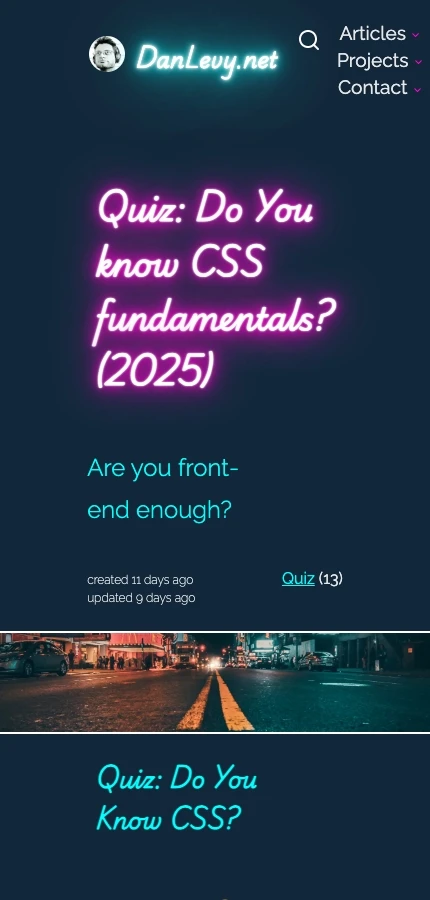 DanLevy.net
Articles
Projects
Contact
Quiz: Do You
know CSS
fundamentals?
(2025)
Are you front-
end enough?
created 11 days ago
updated 9 days ago
Quiz (13)
Quiz: Do You
Know CSS?